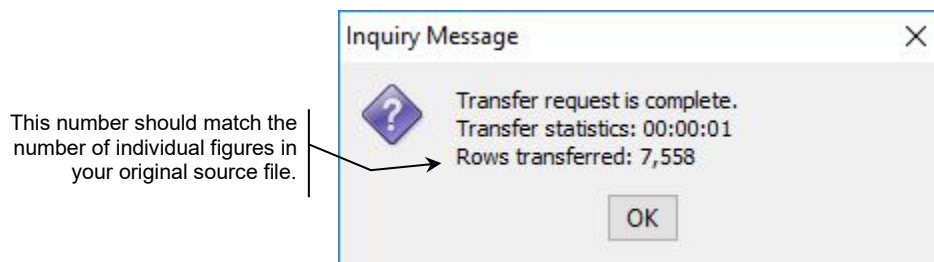 Inquiry Message
Transfer request is complete.
Transfer statistics: 00:00:01
Rows transferred: 7,558
OK
This number should match the
number of individual figures in
your original source file.